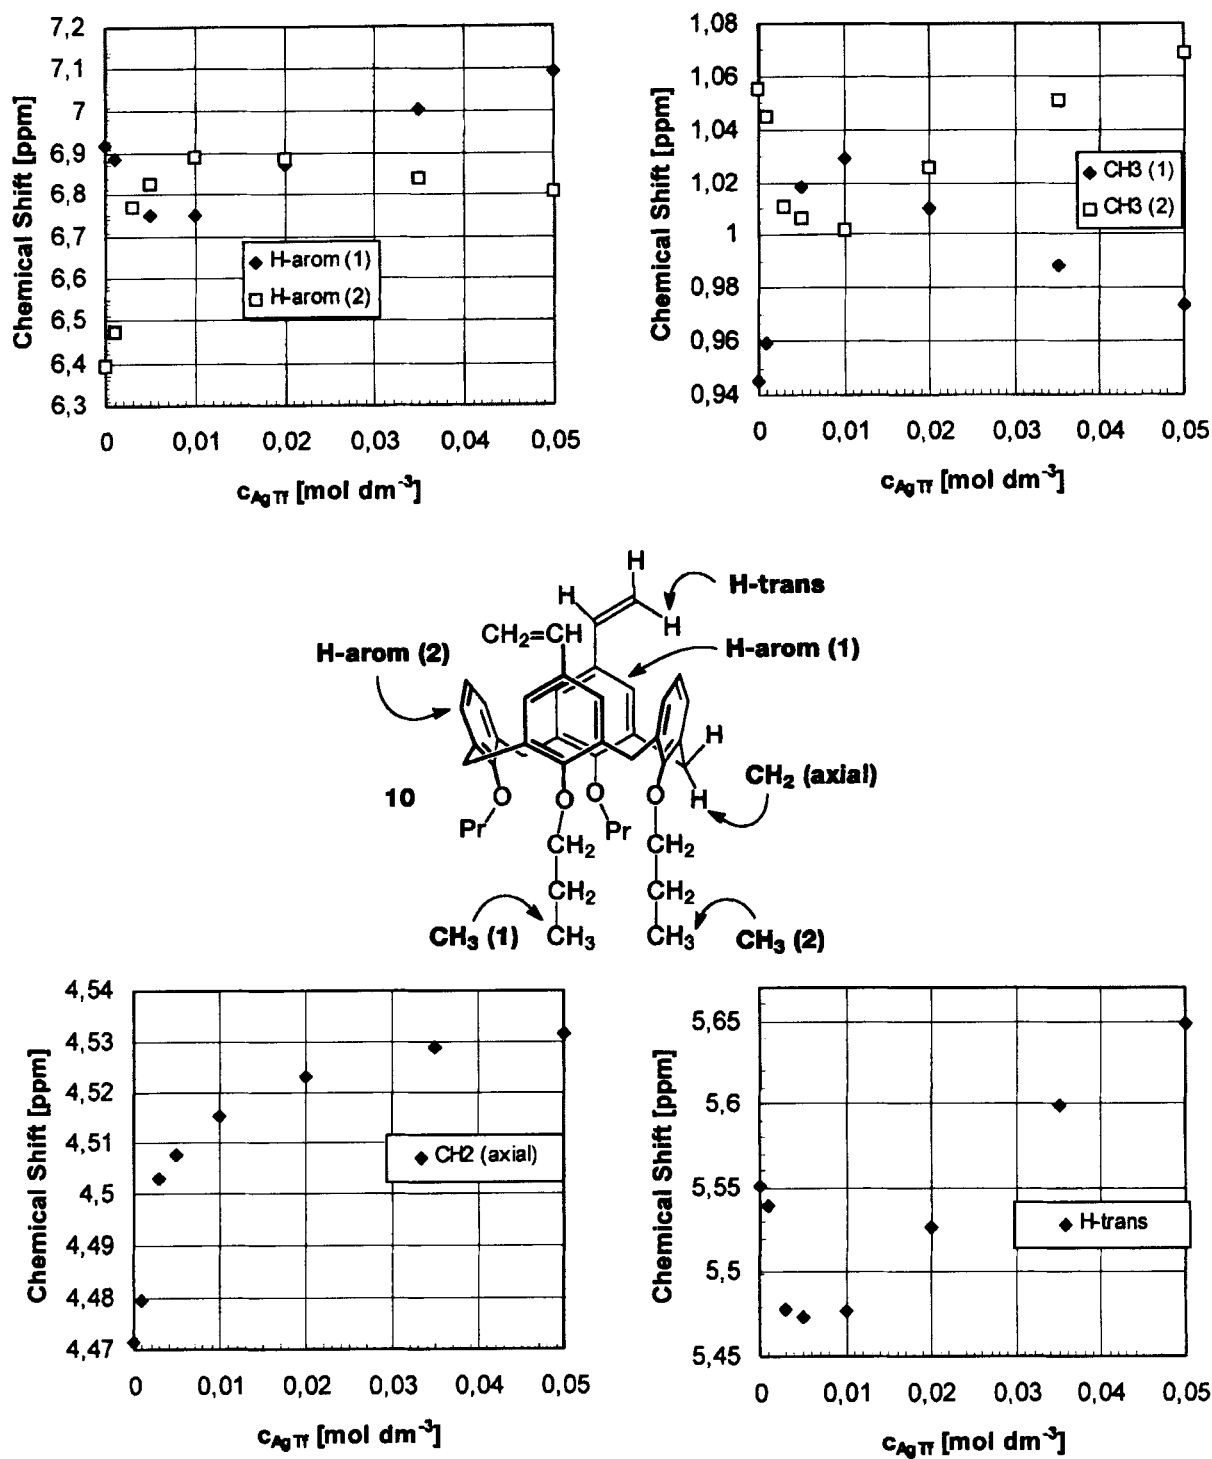 7,2
7,1
7
6,9
6,8
6,7
6,6
6,5
6,4
6,3
Chemical Shift [ppm]
H-arom (1)
H-arom (2)
0 0,01 0,02 0,03 0,04 0,05
cAgTf [mol dm-3]
1,08
1,06
1,04
1,02
1
0,98
0,96
0,94
Chemical Shift [ppm]
CH3 (1)
CH3 (2)
0 0,01 0,02 0,03 0,04 0,05
cAgTf [mol dm-3]
H
H
H-trans
H
CH2=CH
H-arom (2)
H-arom (1)
H
CH2 (axial)
10
O
O
O
O
H
Pr
Pr
CH2
CH2
CH2
CH2
CH3 (1)
CH3
CH3
CH3 (2)
4,54
4,53
4,52
4,51
4,5
4,49
4,48
4,47
Chemical Shift [ppm]
CH2 (axial)
0 0,01 0,02 0,03 0,04 0,05
cAgTf [mol dm-3]
5,65
5,6
5,55
5,5
5,45
Chemical Shift [ppm]
H-trans
0 0,01 0,02 0,03 0,04 0,05
cAgTf [mol dm-3]